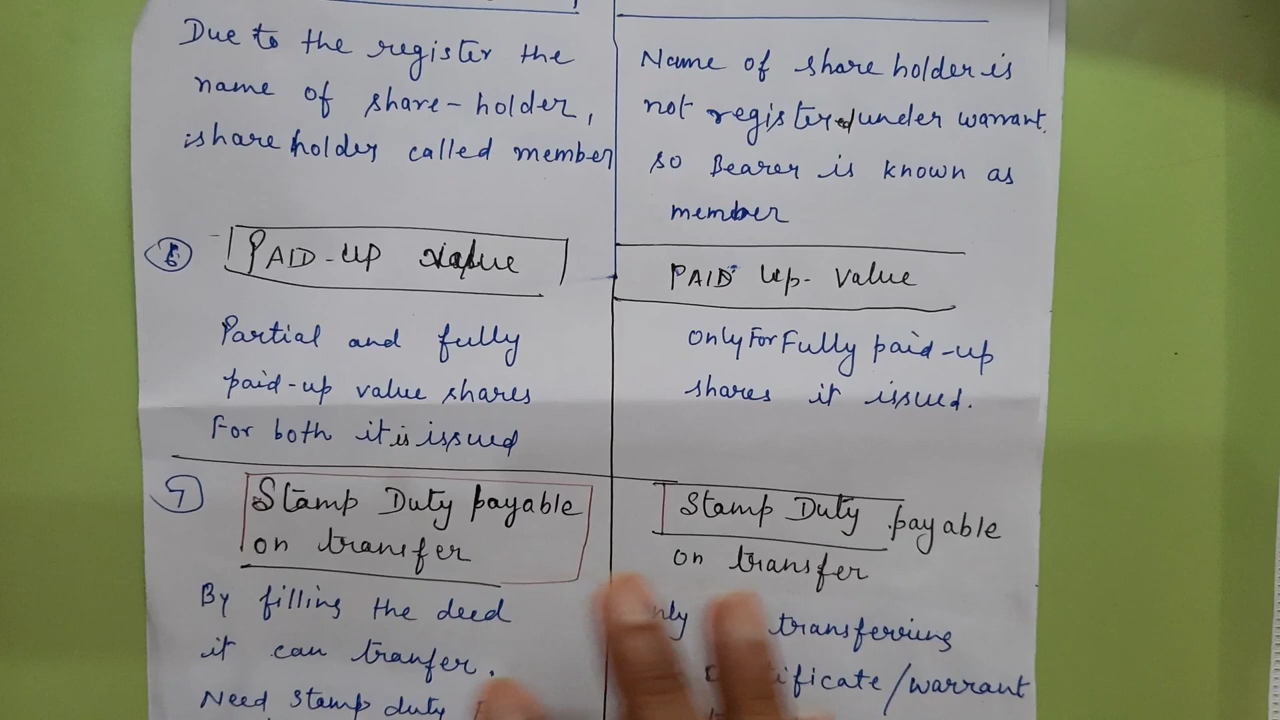 Due to the register the
name of share-holder,
share holder called member
Name of share holder is
not registered under warrant.
so Bearer is known as
member
6 PAID-UP value
Partial and fully
paid-up value shares
For both it is issued
PAID Up- Value
only For Fully paid-up
shares it issued.
7 Stamp Duty payable
on transfer
By filling the deed
it can tranfer.
Need stamp duty
Stamp Duty payable
on transfer
transferring
/warrant